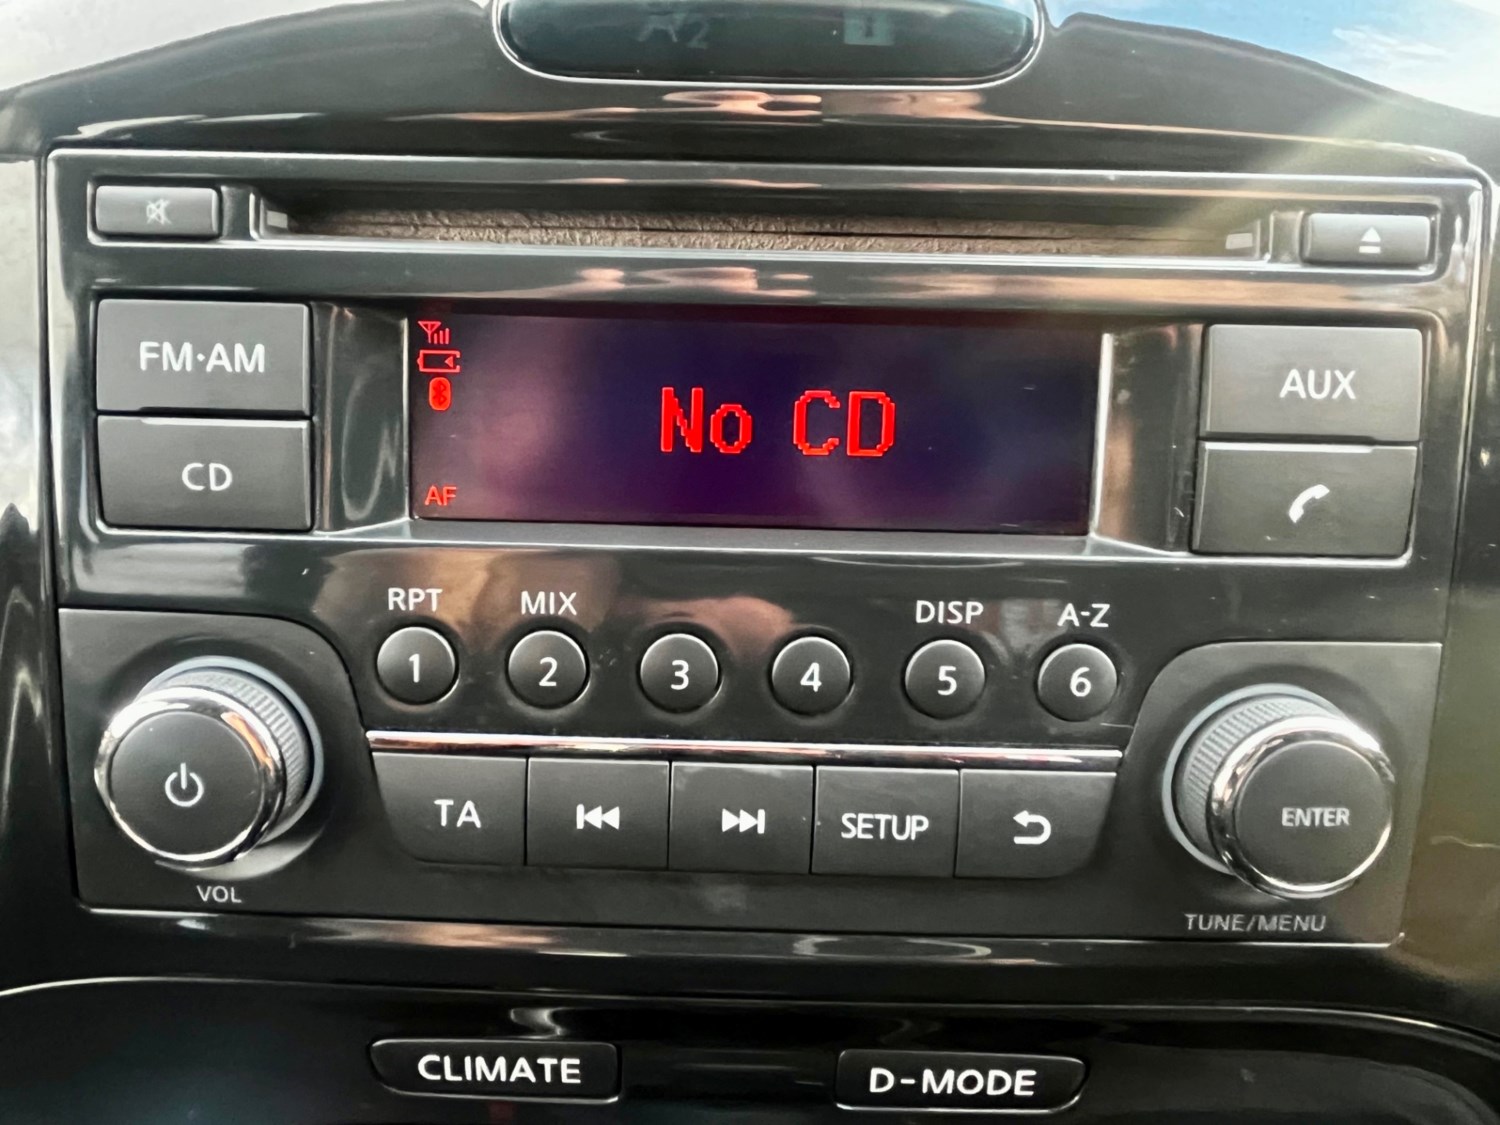 FM·AM
CD
AF
No CD
AUX
RPT
MIX
DISP
A-Z
1
2
3
4
5
6
TA
SETUP
ENTER
VOL
TUNE/MENU
CLIMATE
D-MODE